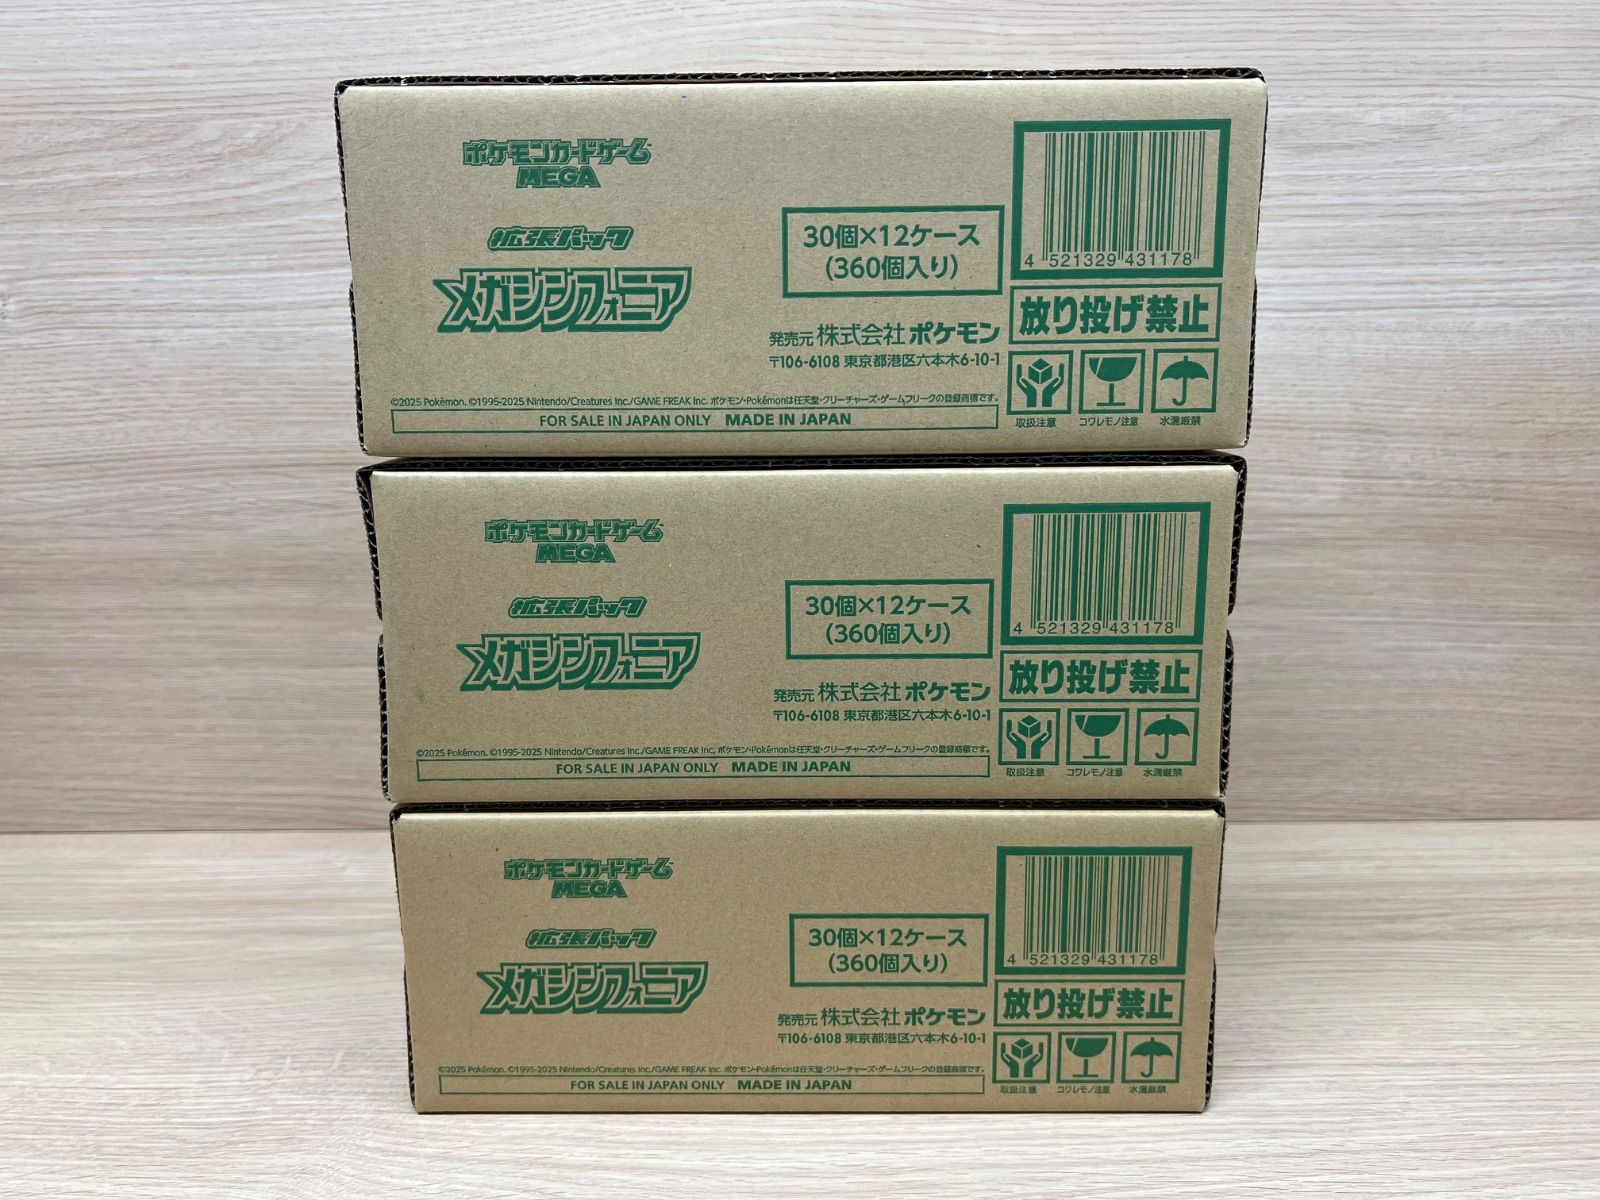 ポケモンカードゲーム
MEGA
拡張パック
メガシンフォニア
30個×12ケース
(360個入り)
発売元 株式会社 ポケモン
〒106-6108 東京都港区六本木6-10-1
©2025 Pokémon. ©1995-2025 Nintendo/Creatures Inc./GAME FREAK Inc. ポケモン・Pokémonは任天堂・クリーチャーズ・ゲームフリークの登録商標です。
FOR SALE IN JAPAN ONLY MADE IN JAPAN
4 521329 431178
放り投げ禁止
取扱注意 コワレモノ注意 水濡厳禁
ポケモンカードゲーム
MEGA
拡張パック
メガシンフォニア
30個×12ケース
(360個入り)
発売元 株式会社 ポケモン
〒106-6108 東京都港区六本木6-10-1
©2025 Pokémon. ©1995-2025 Nintendo/Creatures Inc./GAME FREAK Inc. ポケモン・Pokémonは任天堂・クリーチャーズ・ゲームフリークの登録商標です。
FOR SALE IN JAPAN ONLY MADE IN JAPAN
4 521329 431178
放り投げ禁止
取扱注意 コワレモノ注意 水濡厳禁
ポケモンカードゲーム
MEGA
拡張パック
メガシンフォニア
30個×12ケース
(360個入り)
発売元 株式会社 ポケモン
〒106-6108 東京都港区六本木6-10-1
©2025 Pokémon. ©1995-2025 Nintendo/Creatures Inc./GAME FREAK Inc. ポケモン・Pokémonは任天堂・クリーチャーズ・ゲームフリークの登録商標です。
FOR SALE IN JAPAN ONLY MADE IN JAPAN
4 521329 431178
放り投げ禁止
取扱注意 コワレモノ注意 水濡厳禁